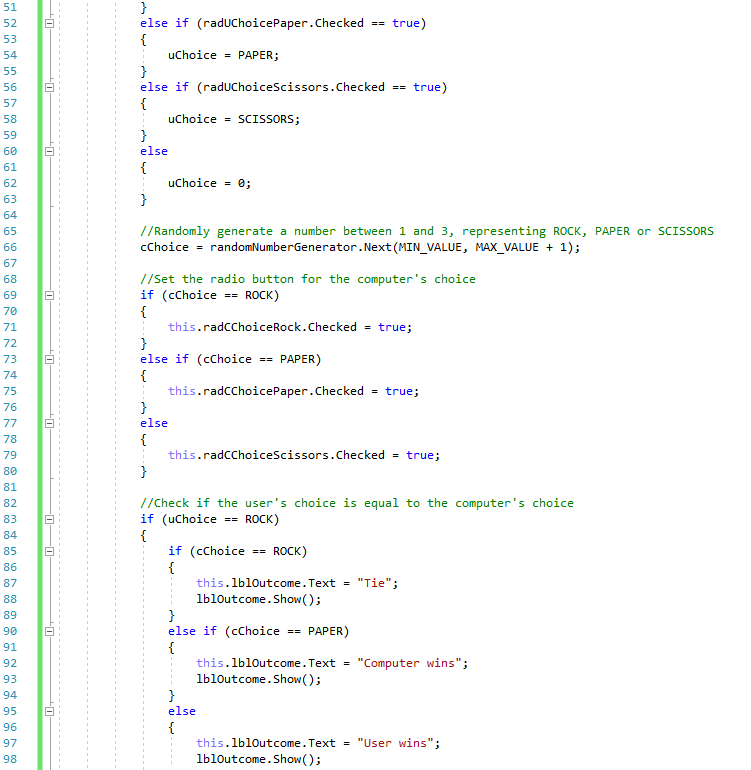 51 }
52 else if (radUChoicePaper.Checked == true)
53 {
54 uChoice = PAPER;
55 }
56 else if (radUChoiceScissors.Checked == true)
57 {
58 uChoice = SCISSORS;
59 }
60 else
61 {
62 uChoice = 0;
63 }
64
65 //Randomly generate a number between 1 and 3, representing ROCK, PAPER or SCISSORS
66 cChoice = randomNumberGenerator.Next(MIN_VALUE, MAX_VALUE + 1);
67
68 //Set the radio button for the computer's choice
69 if (cChoice == ROCK)
70 {
71 this.radCChoiceRock.Checked = true;
72 }
73 else if (cChoice == PAPER)
74 {
75 this.radCChoicePaper.Checked = true;
76 }
77 else
78 {
79 this.radCChoiceScissors.Checked = true;
80 }
81
82 //Check if the user's choice is equal to the computer's choice
83 if (uChoice == ROCK)
84 {
85 if (cChoice == ROCK)
86 {
87 this.lblOutcome.Text = "Tie";
88 lblOutcome.Show();
89 }
90 else if (cChoice == PAPER)
91 {
92 this.lblOutcome.Text = "Computer wins";
93 lblOutcome.Show();
94 }
95 else
96 {
97 this.lblOutcome.Text = "User wins";
98 lblOutcome.Show();